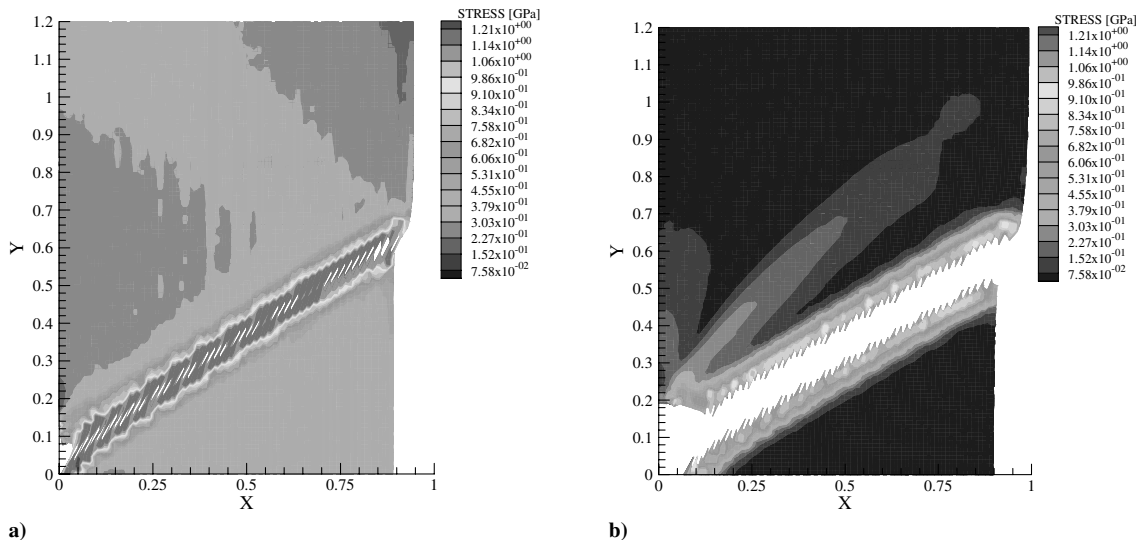 STRESS [GPa]
1.21x10+00
1.14x10+00
1.06x10+00
9.86x10-01
9.10x10-01
8.34x10-01
7.58x10-01
6.82x10-01
6.06x10-01
5.31x10-01
4.55x10-01
3.79x10-01
3.03x10-01
2.27x10-01
1.52x10-01
7.58x10-02
1.2
1.1
1
0.9
0.8
0.7
0.6
0.5
0.4
0.3
0.2
0.1
0
Y
0
0.25
0.5
0.75
1
X
a)
STRESS [GPa]
1.21x10+00
1.14x10+00
1.06x10+00
9.86x10-01
9.10x10-01
8.34x10-01
7.58x10-01
6.82x10-01
6.06x10-01
5.31x10-01
4.55x10-01
3.79x10-01
3.03x10-01
2.27x10-01
1.52x10-01
7.58x10-02
1.2
1.1
1
0.9
0.8
0.7
0.6
0.5
0.4
0.3
0.2
0.1
0
Y
0
0.25
0.5
0.75
1
X
b)